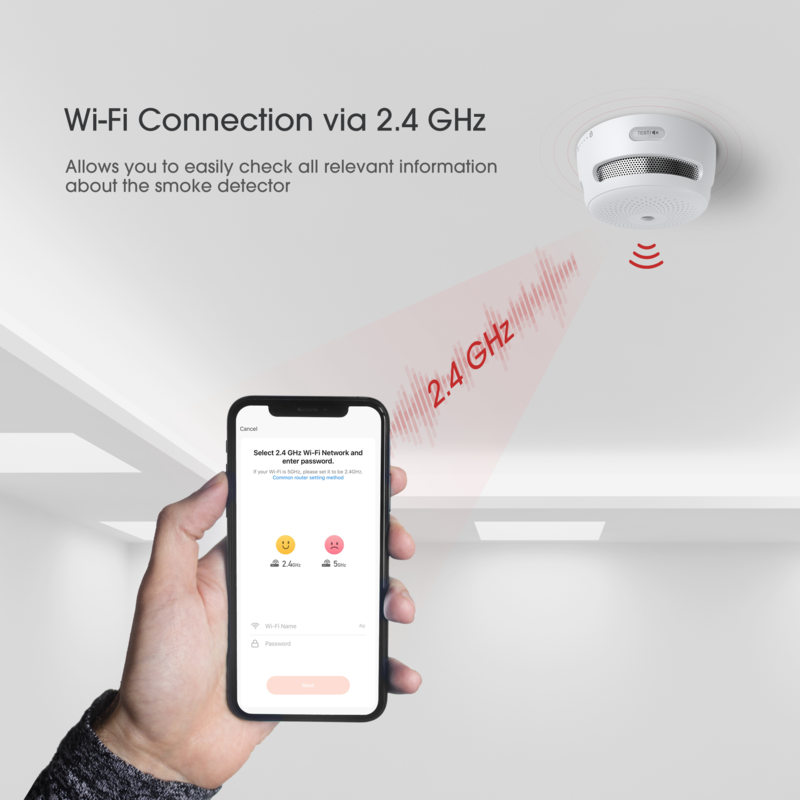 Wi-Fi Connection via 2.4 GHz
Allows you to easily check all relevant information
about the smoke detector
TEST/
2.4 GHz
Cancel
Select 2.4 GHz Wi-Fi Network and
enter password.
If your Wi-Fi is 5GHz, please set it to be 2.4GHz.
Common router setting method
2.4GHz
5GHz
Wi-Fi Name
Password
Next